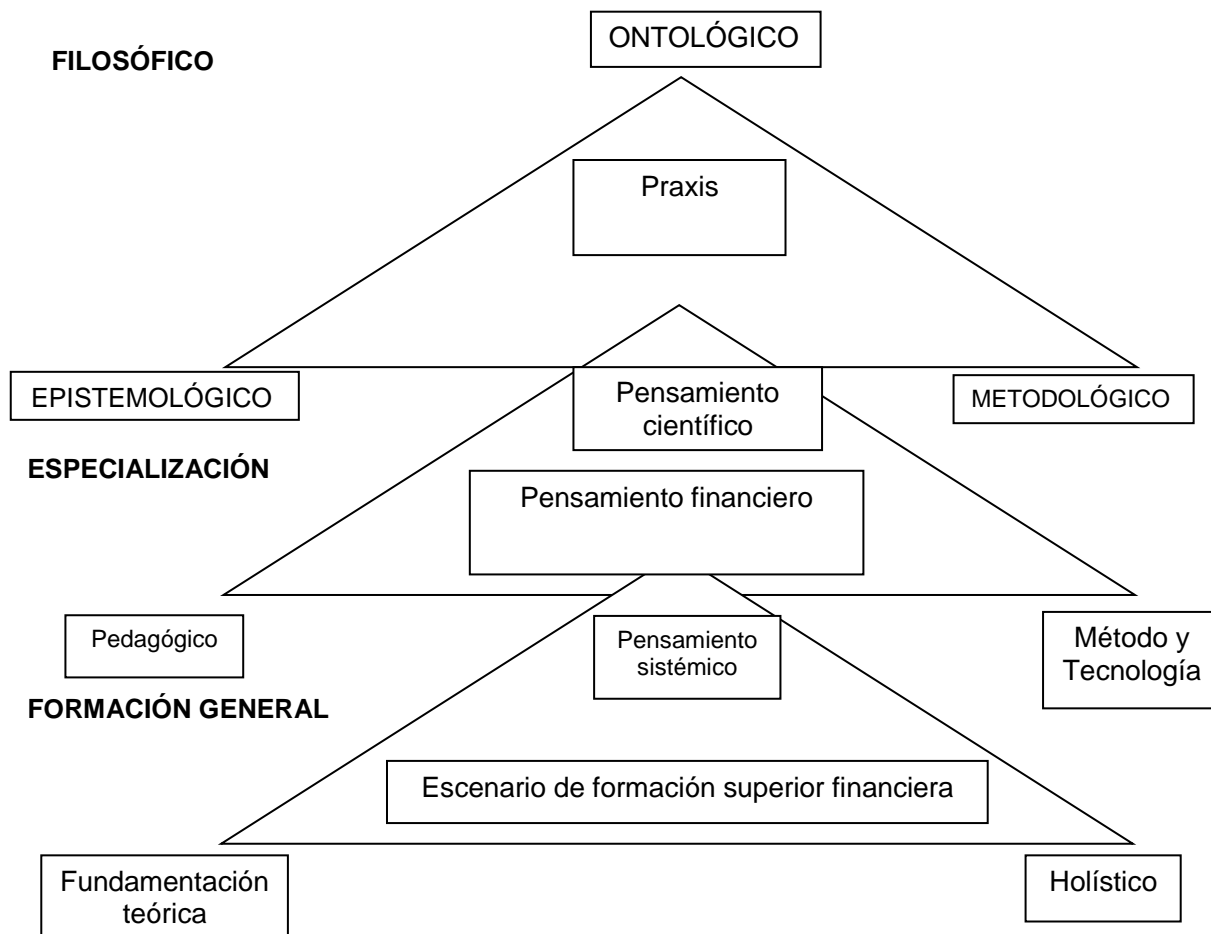 ONTOLÓGICO
FILOSÓFICO
Praxis
EPISTEMOLÓGICO
Pensamiento
científico
METODOLÓGICO
ESPECIALIZACIÓN
Pensamiento financiero
Pedagógico
Pensamiento
sistémico
Método y
Tecnología
FORMACIÓN GENERAL
Escenario de formación superior financiera
Fundamentación
teórica
Holístico